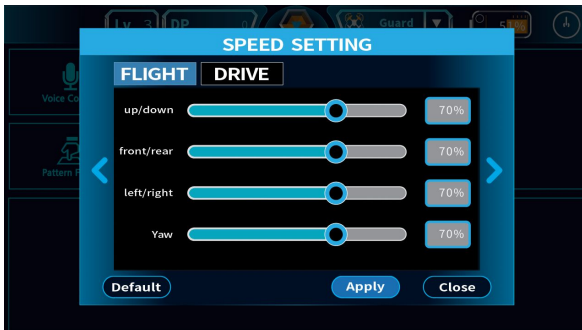 Lv 3 DP 0 Guard
SPEED SETTING
FLIGHT DRIVE
Voice Co
up/down 70%
front/rear 70%
Pattern F
left/right 70%
Yaw 70%
Default Apply Close